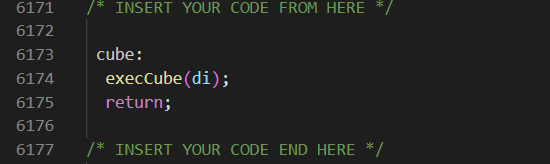 6171 /* INSERT YOUR CODE FROM HERE */
6172
6173 cube:
6174 execCube(di);
6175 return;
6176
6177 /* INSERT YOUR CODE END HERE */